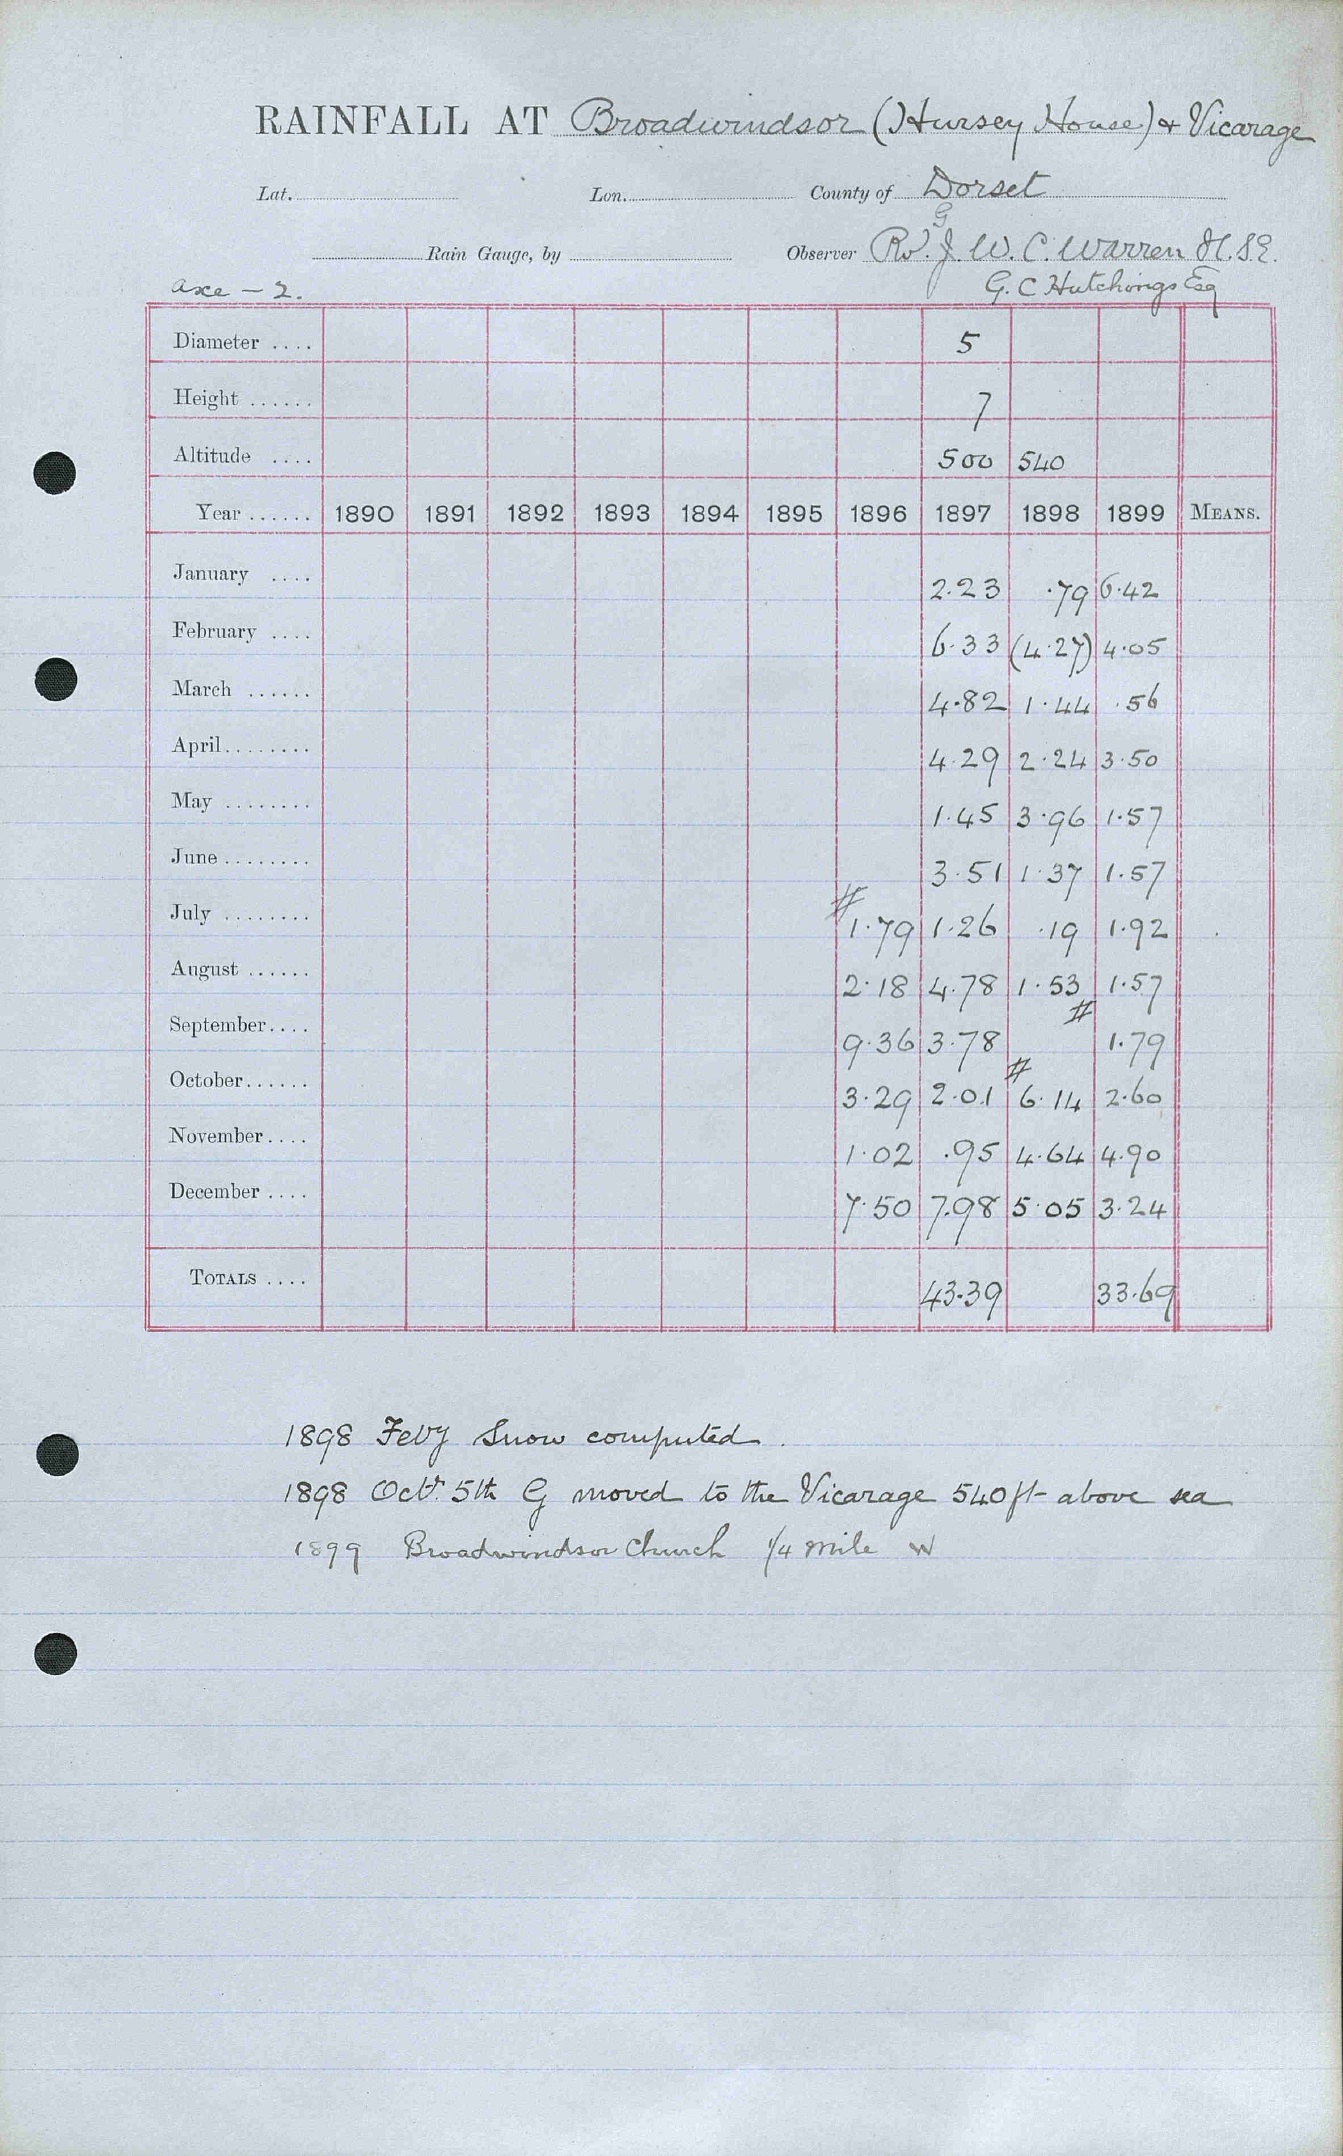 RAINFALL AT Broadwindsor (Hursey House) & Vicarage
Lat. Lon. County of Dorset
G
Rain Gauge, by Observer Rv. J. W. C. Warren
Axe — 2. G. C Hutchings Esq
Diameter .... 5
Height ...... 7
Altitude .... 500 540
Year ...... 1890 1891 1892 1893 1894 1895 1896 1897 1898 1899 MEANS.
January .... 2.23 .79 6.42
February .... 6.33 (4.27) 4.05
March ...... 4.82 1.44 .56
April ........ 4.29 2.24 3.50
May ........ 1.45 3.96 1.57
June ........ 3.51 1.37 1.57
July ........ # 1.79 1.26 .19 1.92
August ...... 2.18 4.78 1.53 1.57
September .... 9.36 3.78 # 1.79
October ...... 3.29 2.01 # 6.14 2.60
November .... 1.02 .95 4.64 4.90
December .... 7.50 7.98 5.05 3.24
TOTALS .... 43.39 33.69
1898 Feby Snow computed.
1898 Oct. 5th G moved to the Vicarage 540 ft above sea
1899 Broadwindsor Church 1/4 mile W